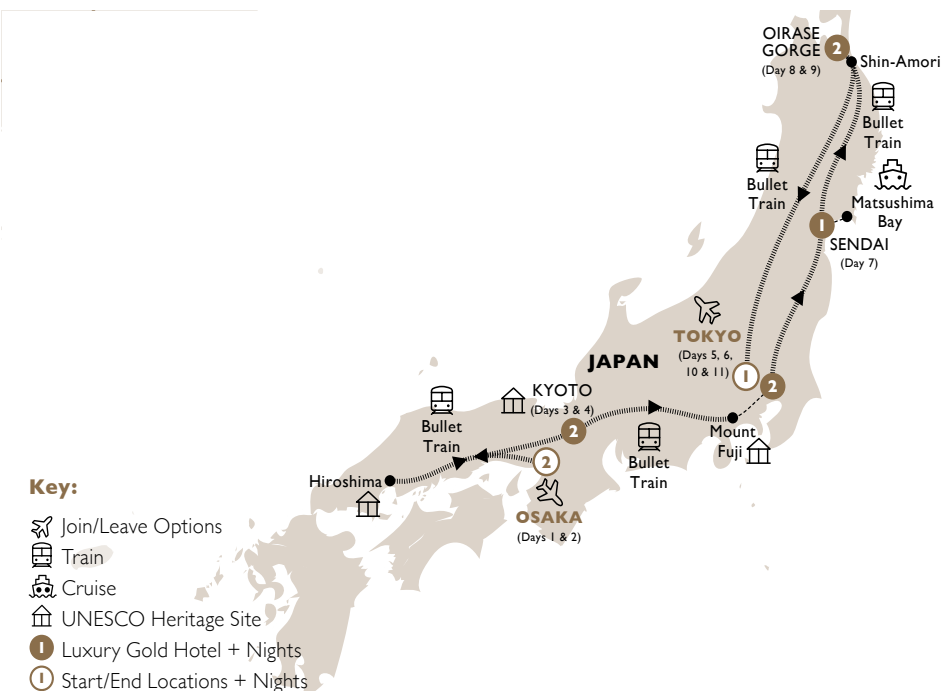 OIRASE
GORGE
(Day 8 & 9)
2
Shin-Amori
Bullet
Train
Bullet
Train
Matsushima
Bay
1
SENDAI
(Day 7)
TOKYO
(Days 5, 6,
10 & 11)
1
2
JAPAN
KYOTO
(Days 3 & 4)
2
Bullet
Train
Mount
Fuji
Bullet
Train
2
Hiroshima
OSAKA
(Days 1 & 2)
Key:
Join/Leave Options
Train
Cruise
UNESCO Heritage Site
1 Luxury Gold Hotel + Nights
1 Start/End Locations + Nights